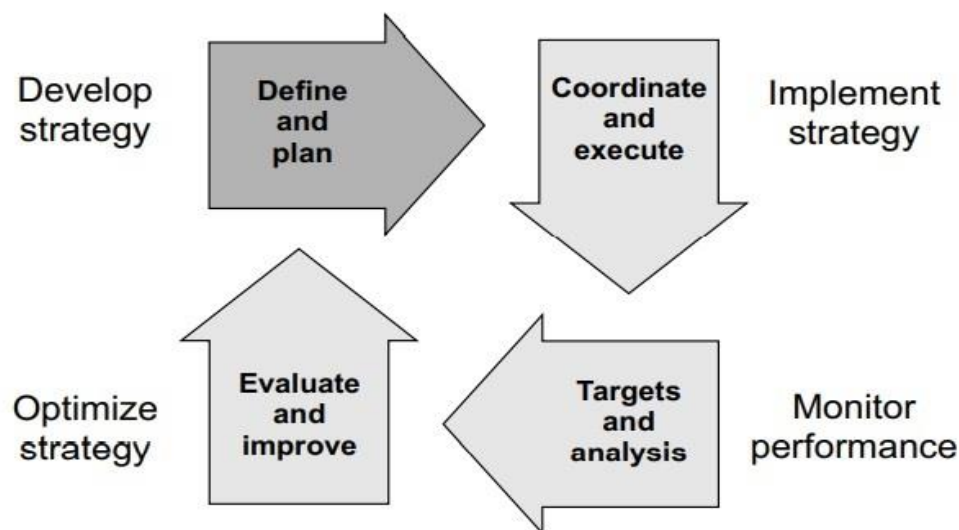 Develop
strategy
Define
and
plan
Coordinate
and
execute
Implement
strategy
Optimize
strategy
Evaluate
and
improve
Targets
and
analysis
Monitor
performance